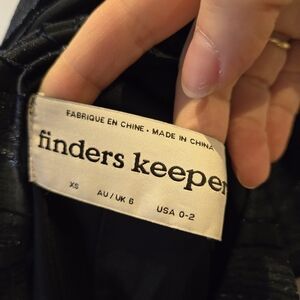 FABRIQUE EN CHINE • MADE IN CHINA
finders keeper
XS AU/UK 6 USA 0-2